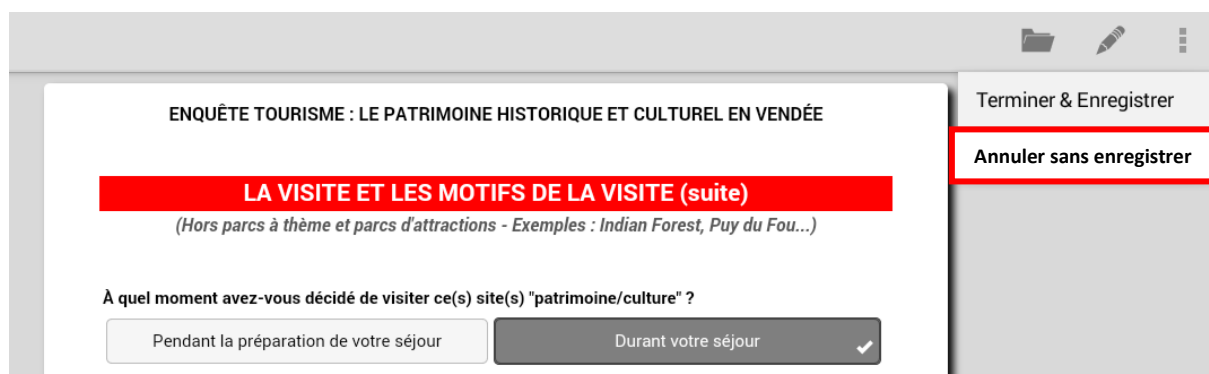 Terminer & Enregistrer
Annuler sans enregistrer
ENQUÊTE TOURISME : LE PATRIMOINE HISTORIQUE ET CULTUREL EN VENDÉE
LA VISITE ET LES MOTIFS DE LA VISITE (suite)
(Hors parcs à thème et parcs d'attractions - Exemples : Indian Forest, Puy du Fou...)
À quel moment avez-vous décidé de visiter ce(s) site(s) "patrimoine/culture" ?
Pendant la préparation de votre séjour
Durant votre séjour